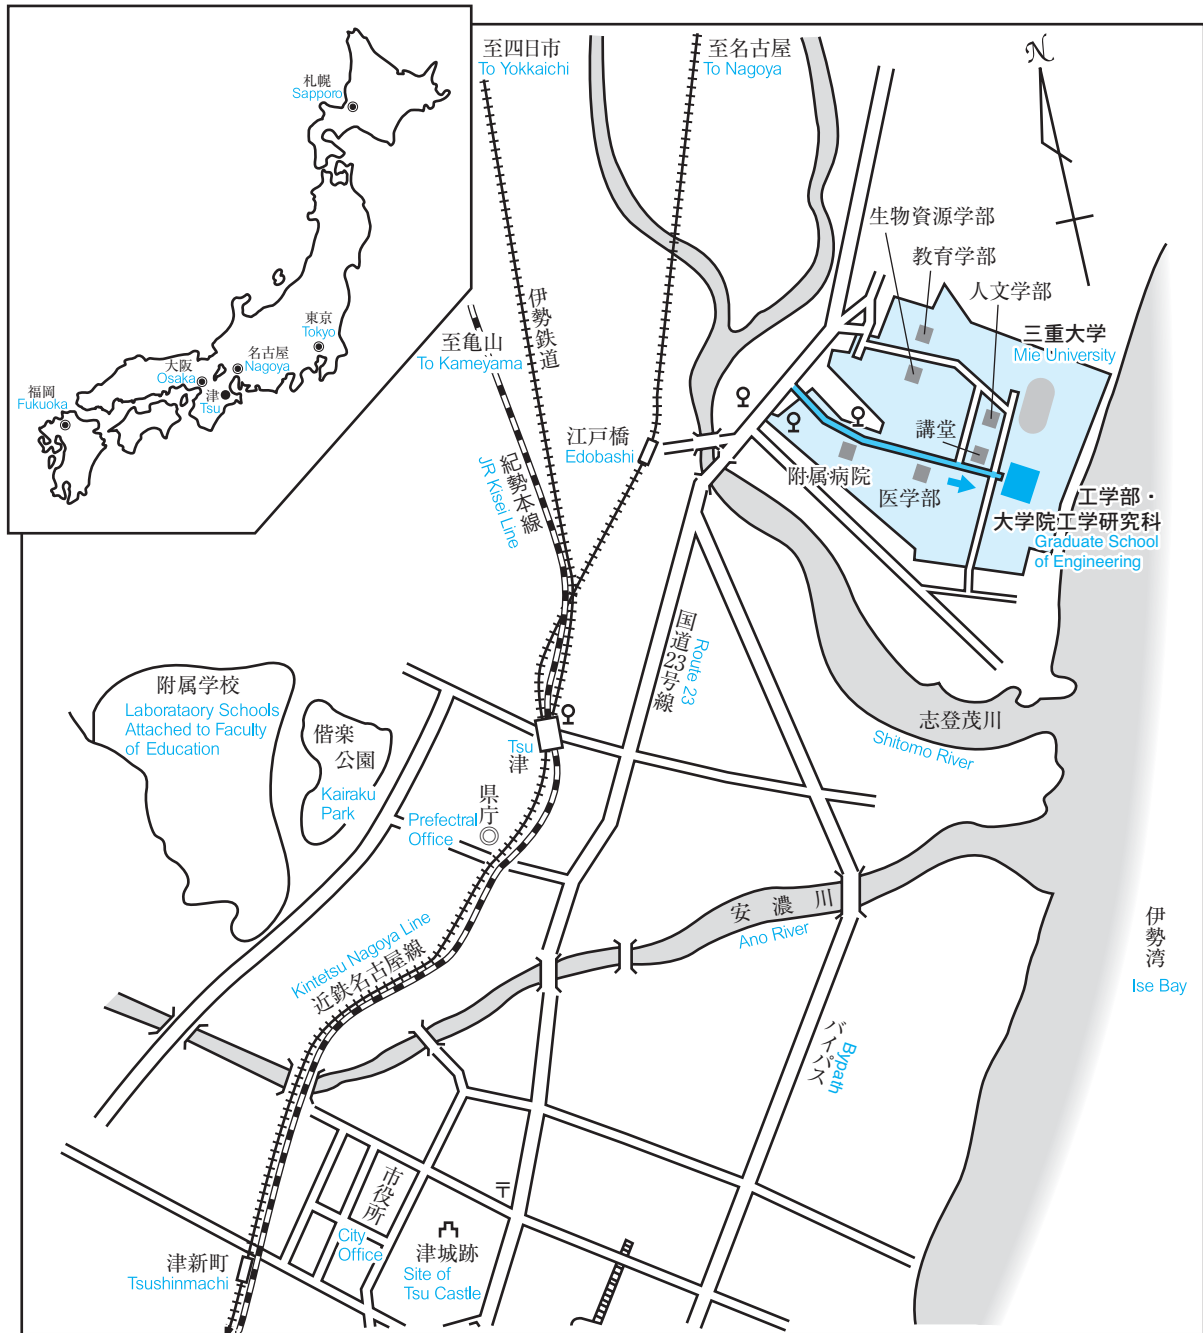 札幌
Sapporo
東京
Tokyo
名古屋
Nagoya
大阪
Osaka
津
Tsu
福岡
Fukuoka
至四日市
To Yokkaichi
至名古屋
To Nagoya
N
生物資源学部
教育学部
人文学部
三重大学
Mie University
伊勢鉄道
至亀山
To Kameyama
江戸橋
Edobashi
紀勢本線
JR Kisei Line
講堂
附属病院
医学部
工学部・
大学院工学研究科
Graduate School
of Engineering
国道23号線
Route 23
附属学校
Laborataory Schools
Attached to Faculty
of Education
偕楽
公園
Kairaku
Park
Tsu
津
志登茂川
Shitomo River
県庁
Prefectral
Office
安濃川
Ano River
伊勢湾
Ise Bay
Kintetsu Nagoya Line
近鉄名古屋線
バイパス
Bypath
市役所
City
Office
〒
津城跡
Site of
Tsu Castle
津新町
Tsushinmachi